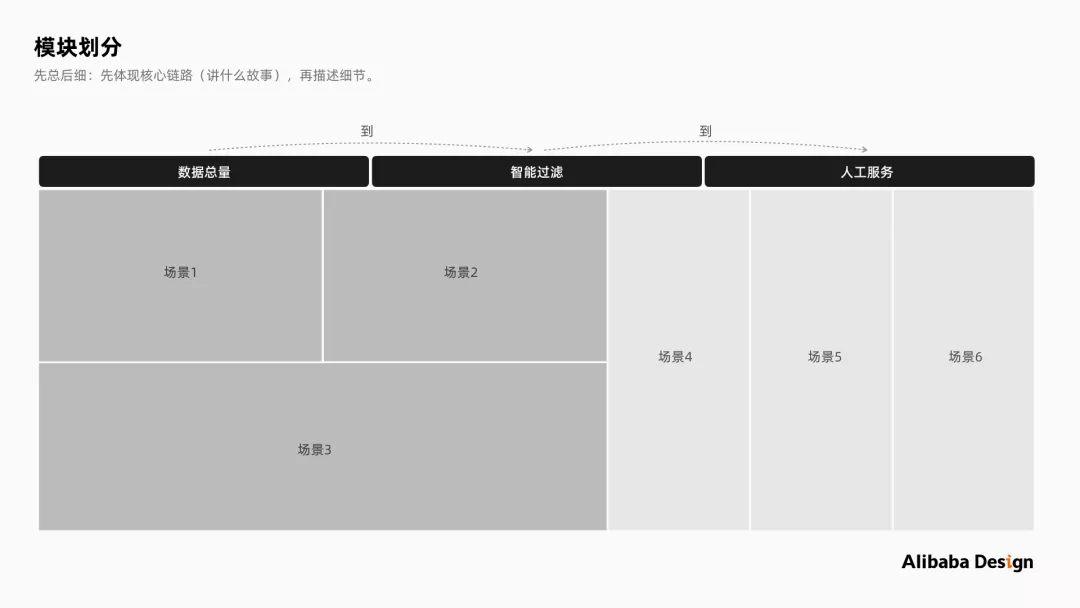 模块划分
先总后细：先体现核心链路（讲什么故事），再描述细节。
到
到
数据总量
智能过滤
人工服务
场景1
场景2
场景4
场景5
场景6
场景3
Alibaba Design